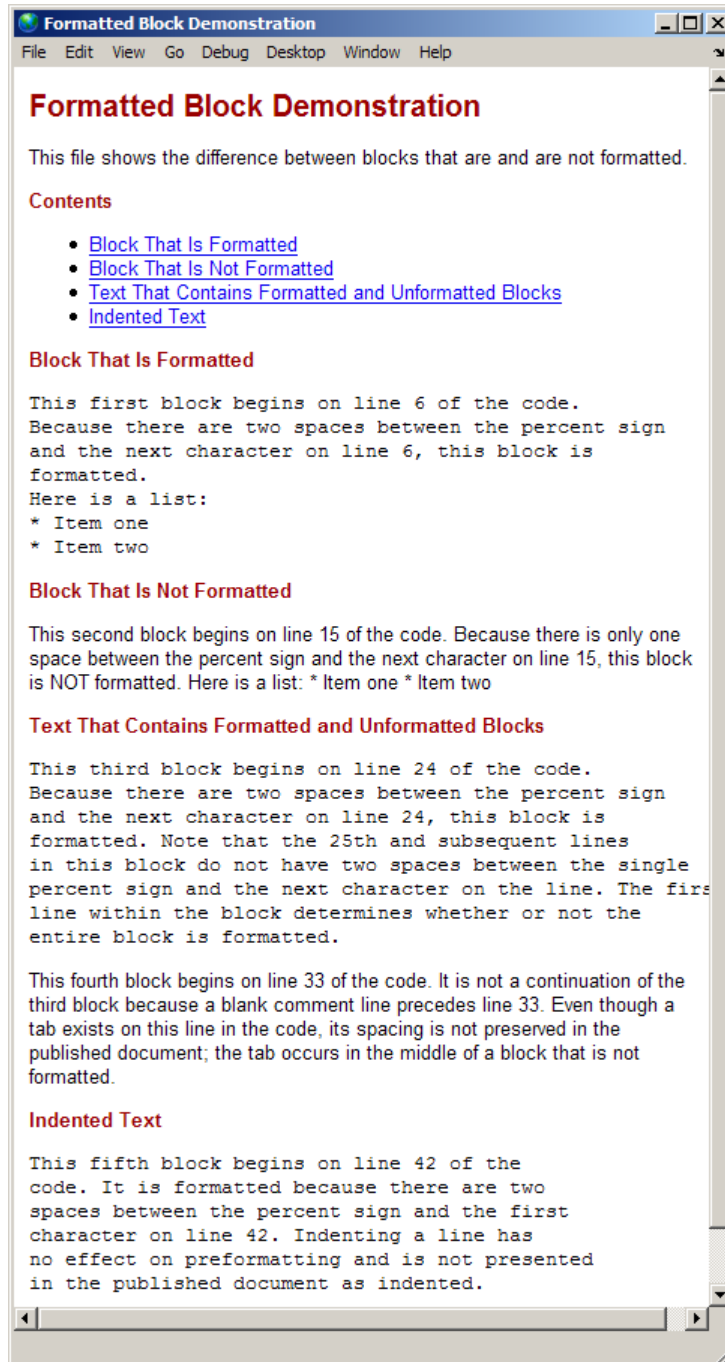 Formatted Block Demonstration
File Edit View Go Debug Desktop Window Help
Formatted Block Demonstration
This file shows the difference between blocks that are and are not formatted.
Contents
• Block That Is Formatted
• Block That Is Not Formatted
• Text That Contains Formatted and Unformatted Blocks
• Indented Text
Block That Is Formatted
This first block begins on line 6 of the code.
Because there are two spaces between the percent sign
and the next character on line 6, this block is
formatted.
Here is a list:
* Item one
* Item two
Block That Is Not Formatted
This second block begins on line 15 of the code. Because there is only one
space between the percent sign and the next character on line 15, this block
is NOT formatted. Here is a list: * Item one * Item two
Text That Contains Formatted and Unformatted Blocks
This third block begins on line 24 of the code.
Because there are two spaces between the percent sign
and the next character on line 24, this block is
formatted. Note that the 25th and subsequent lines
in this block do not have two spaces between the single
percent sign and the next character on the line. The firs
line within the block determines whether or not the
entire block is formatted.
This fourth block begins on line 33 of the code. It is not a continuation of the
third block because a blank comment line precedes line 33. Even though a
tab exists on this line in the code, its spacing is not preserved in the
published document; the tab occurs in the middle of a block that is not
formatted.
Indented Text
This fifth block begins on line 42 of the
code. It is formatted because there are two
spaces between the percent sign and the first
character on line 42. Indenting a line has
no effect on preformatting and is not presented
in the published document as indented.